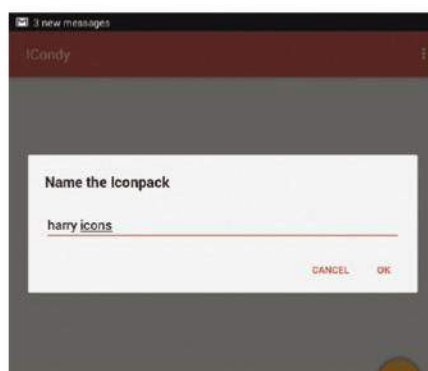 3 new messages
ICondy
Name the Iconpack
harry icons
CANCEL OK